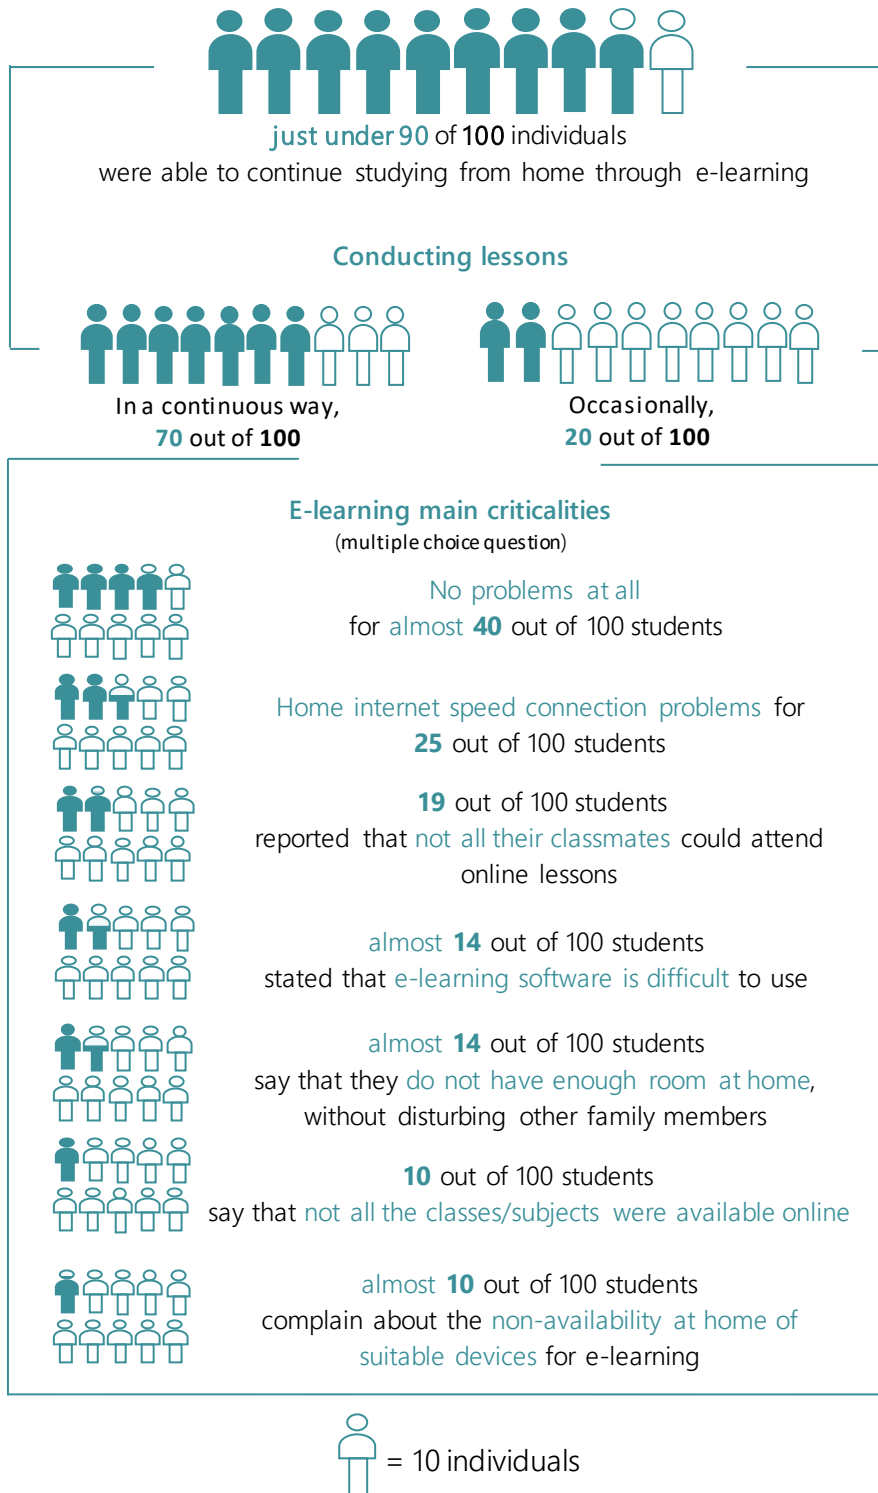 just under 90 of 100 individuals
were able to continue studying from home through e-learning
Conducting lessons
In a continuous way,
70 out of 100
Occasionally,
20 out of 100
E-learning main criticalities
(multiple choice question)
No problems at all
for almost 40 out of 100 students
Home internet speed connection problems for
25 out of 100 students
19 out of 100 students
reported that not all their classmates could attend
online lessons
almost 14 out of 100 students
stated that e-learning software is difficult to use
almost 14 out of 100 students
say that they do not have enough room at home,
without disturbing other family members
10 out of 100 students
say that not all the classes/subjects were available online
almost 10 out of 100 students
complain about the non-availability at home of
suitable devices for e-learning
= 10 individuals